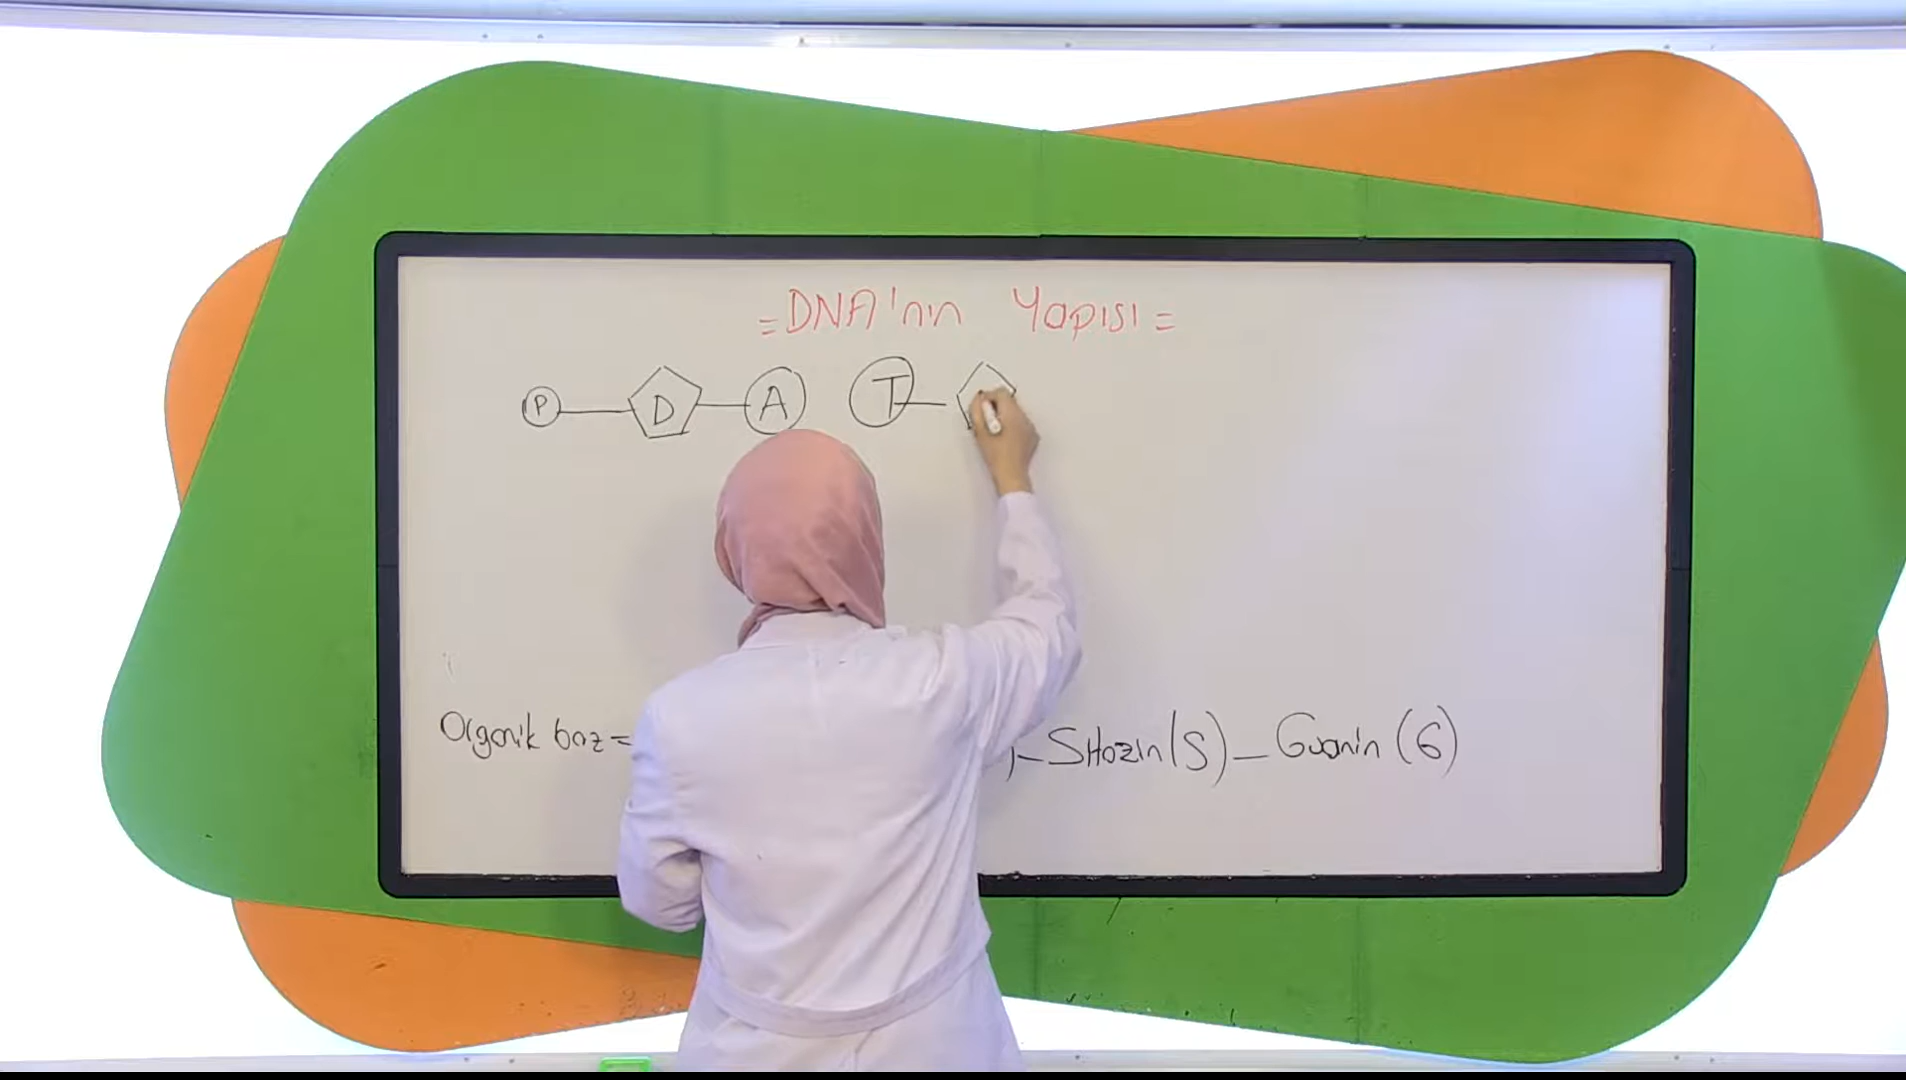 =DNA'nın Yapısı=
P D A T
Organik baz= )-Sitozin(S)-Guanin(G)